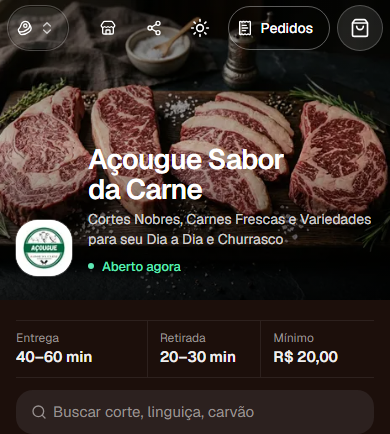 Pedidos
Açougue Sabor
da Carne
Cortes Nobres, Carnes Frescas e Variedades
para seu Dia a Dia e Churrasco
AÇOUGUE
Aberto agora
Entrega
40–60 min
Retirada
20–30 min
Mínimo
R$ 20,00
Buscar corte, linguiça, carvão